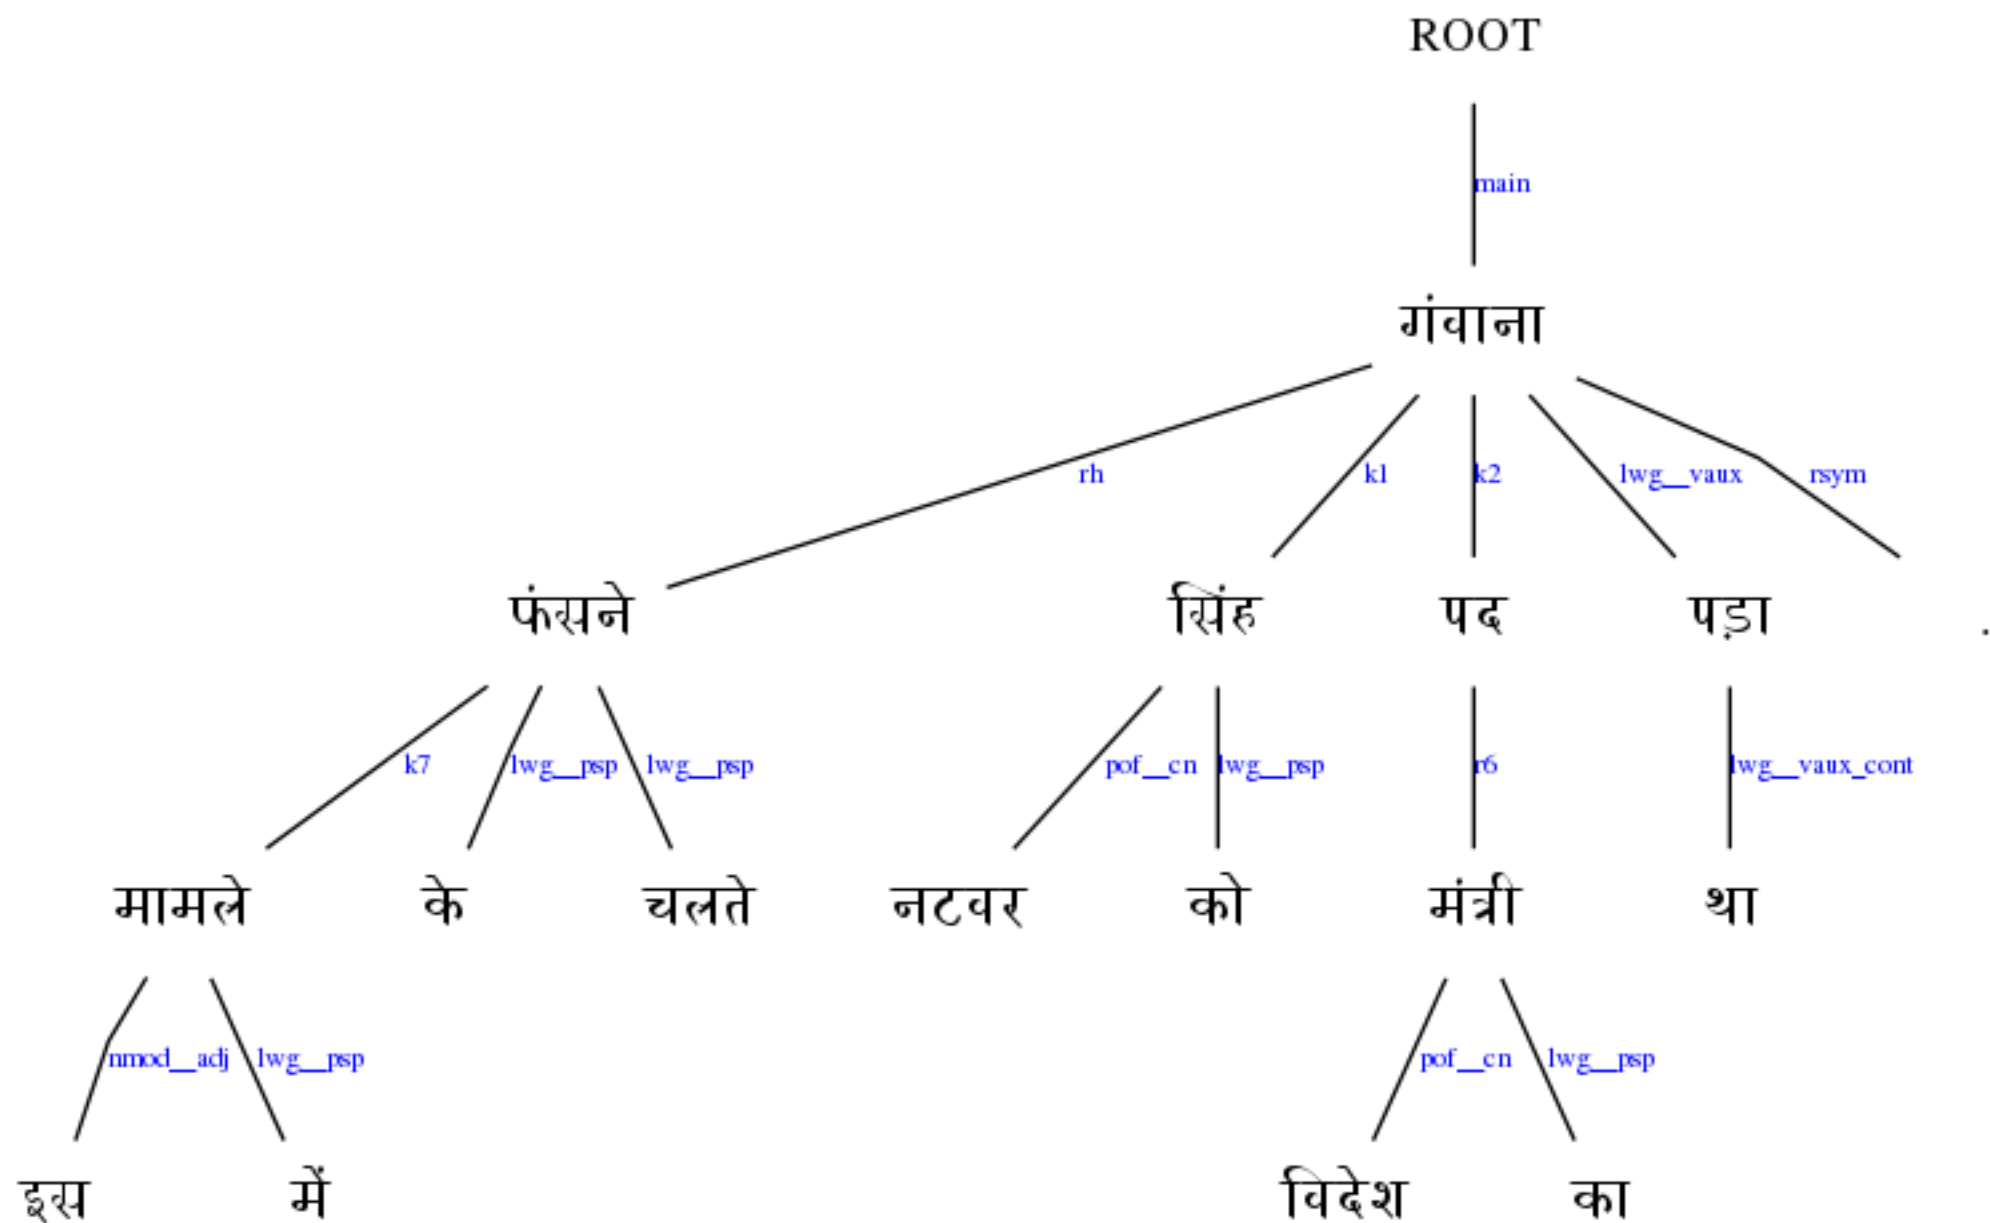 ROOT
main
गंवाना
rh k1 k2 lwg__vaux rsym
फंसने सिंह पद पड़ा .
k7 lwg__psp lwg__psp pof__cn lwg__psp r6 lwg__vaux_cont
मामले के चलते नटवर को मंत्री था
nmod__adj lwg__psp pof__cn lwg__psp
इस में विदेश का